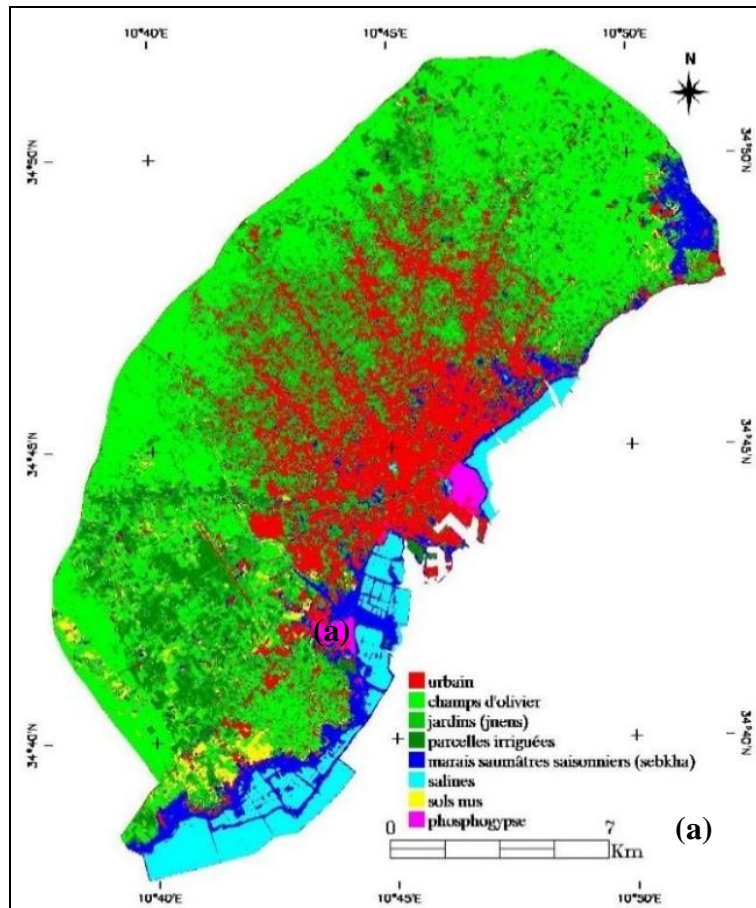 10°40'E 10°45'E 10°50'E
N
34°50'N 34°50'N
34°45'N 34°45'N
(a)
urbain
champs d'olivier
jardins (jnens)
34°40'N parcelles irriguées 34°40'N
marais saumâtres saisonniers (sebkha)
salines
sols nus
phosphogypse
(a)
0 7
Km
10°40'E 10°45'E 10°50'E